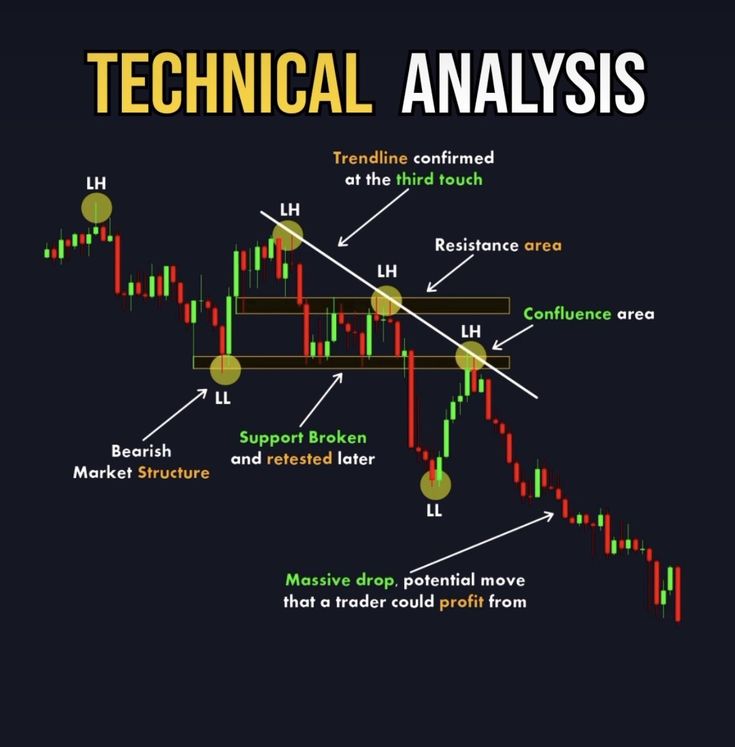 TECHNICAL ANALYSIS
Trendline confirmed
at the third touch
LH
LH
Resistance area
LH
Confluence area
LH
LL
Bearish
Market Structure
Support Broken
and retested later
LL
Massive drop, potential move
that a trader could profit from